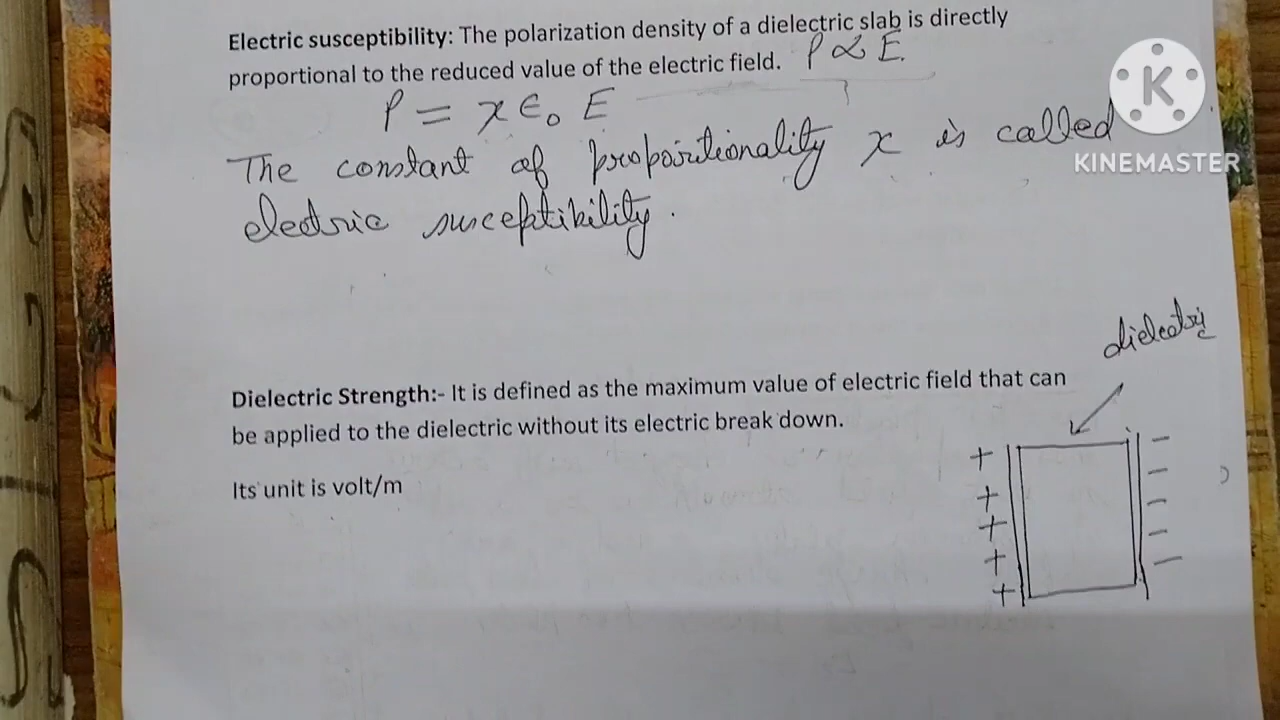 Electric susceptibility: The polarization density of a dielectric slab is directly
proportional to the reduced value of the electric field. P ∝ E.
P = χ ε₀ E
The constant of proportionality χ is called
electric susceptibility.
K
KINEMASTER
dielectric
Dielectric Strength:- It is defined as the maximum value of electric field that can
be applied to the dielectric without its electric break down.
Its unit is volt/m
+ −
+ −
+ −
+ −
+ −